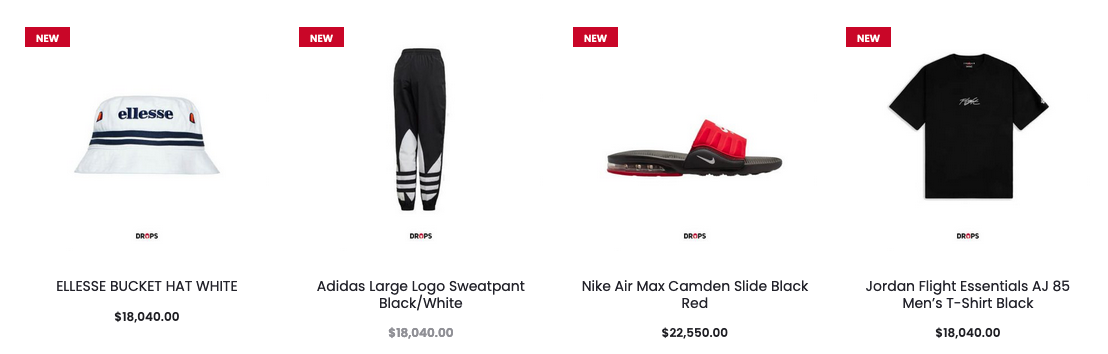 NEW
NEW
NEW
NEW
ellesse
DROPS
DROPS
DROPS
DROPS
ELLESSE BUCKET HAT WHITE
$18,040.00
Adidas Large Logo Sweatpant
Black/White
$18,040.00
Nike Air Max Camden Slide Black
Red
$22,550.00
Jordan Flight Essentials AJ 85
Men’s T-Shirt Black
$18,040.00